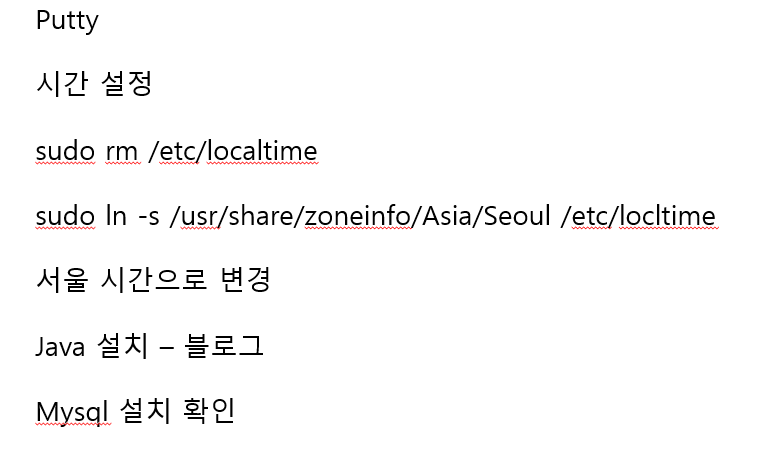 Putty
시간 설정
sudo rm /etc/localtime
sudo ln -s /usr/share/zoneinfo/Asia/Seoul /etc/locltime
서울 시간으로 변경
Java 설치 – 블로그
Mysql 설치 확인